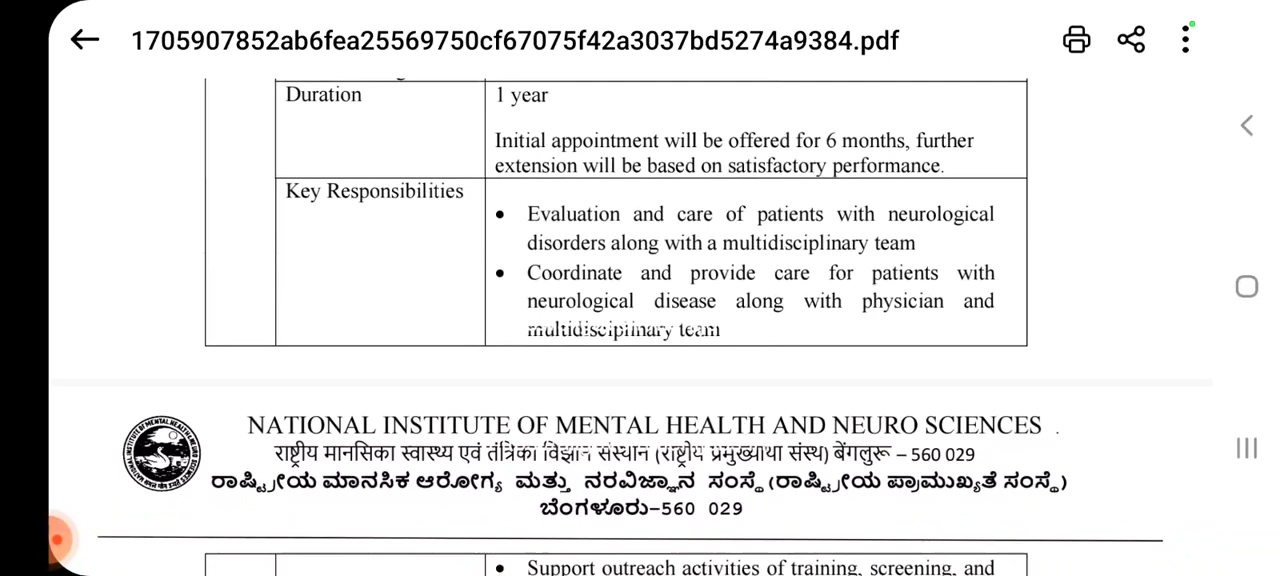 1705907852ab6fea25569750cf67075f42a3037bd5274a9384.pdf
Duration
1 year
Initial appointment will be offered for 6 months, further
extension will be based on satisfactory performance.
Key Responsibilities
• Evaluation and care of patients with neurological
disorders along with a multidisciplinary team
• Coordinate and provide care for patients with
neurological disease along with physician and
multidisciplinary team
NATIONAL INSTITUTE OF MENTAL HEALTH AND NEURO SCIENCES
राष्ट्रीय मानसिका स्वास्थ्य एवं तंत्रिका विज्ञान संस्थान (राष्ट्रीय प्रमुख्याथा संस्थ) बेंगलुरू – 560 029
ರಾಷ್ಟ್ರೀಯ ಮಾನಸಿಕ ಆರೋಗ್ಯ ಮತ್ತು ನರವಿಜ್ಞಾನ ಸಂಸ್ಥೆ (ರಾಷ್ಟ್ರೀಯ ಪ್ರಾಮುಖ್ಯತೆ ಸಂಸ್ಥೆ)
ಬೆಂಗಳೂರು–560 029
• Support outreach activities of training, screening, and